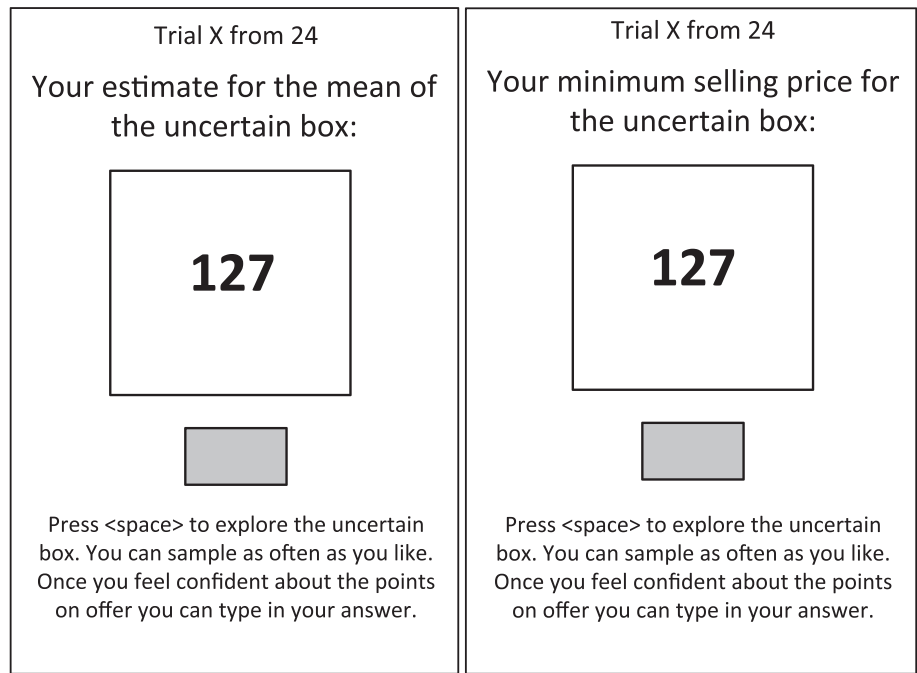 Trial X from 24
Your estimate for the mean of
the uncertain box:
127
Press <space> to explore the uncertain
box. You can sample as often as you like.
Once you feel confident about the points
on offer you can type in your answer.
Trial X from 24
Your minimum selling price for
the uncertain box:
127
Press <space> to explore the uncertain
box. You can sample as often as you like.
Once you feel confident about the points
on offer you can type in your answer.